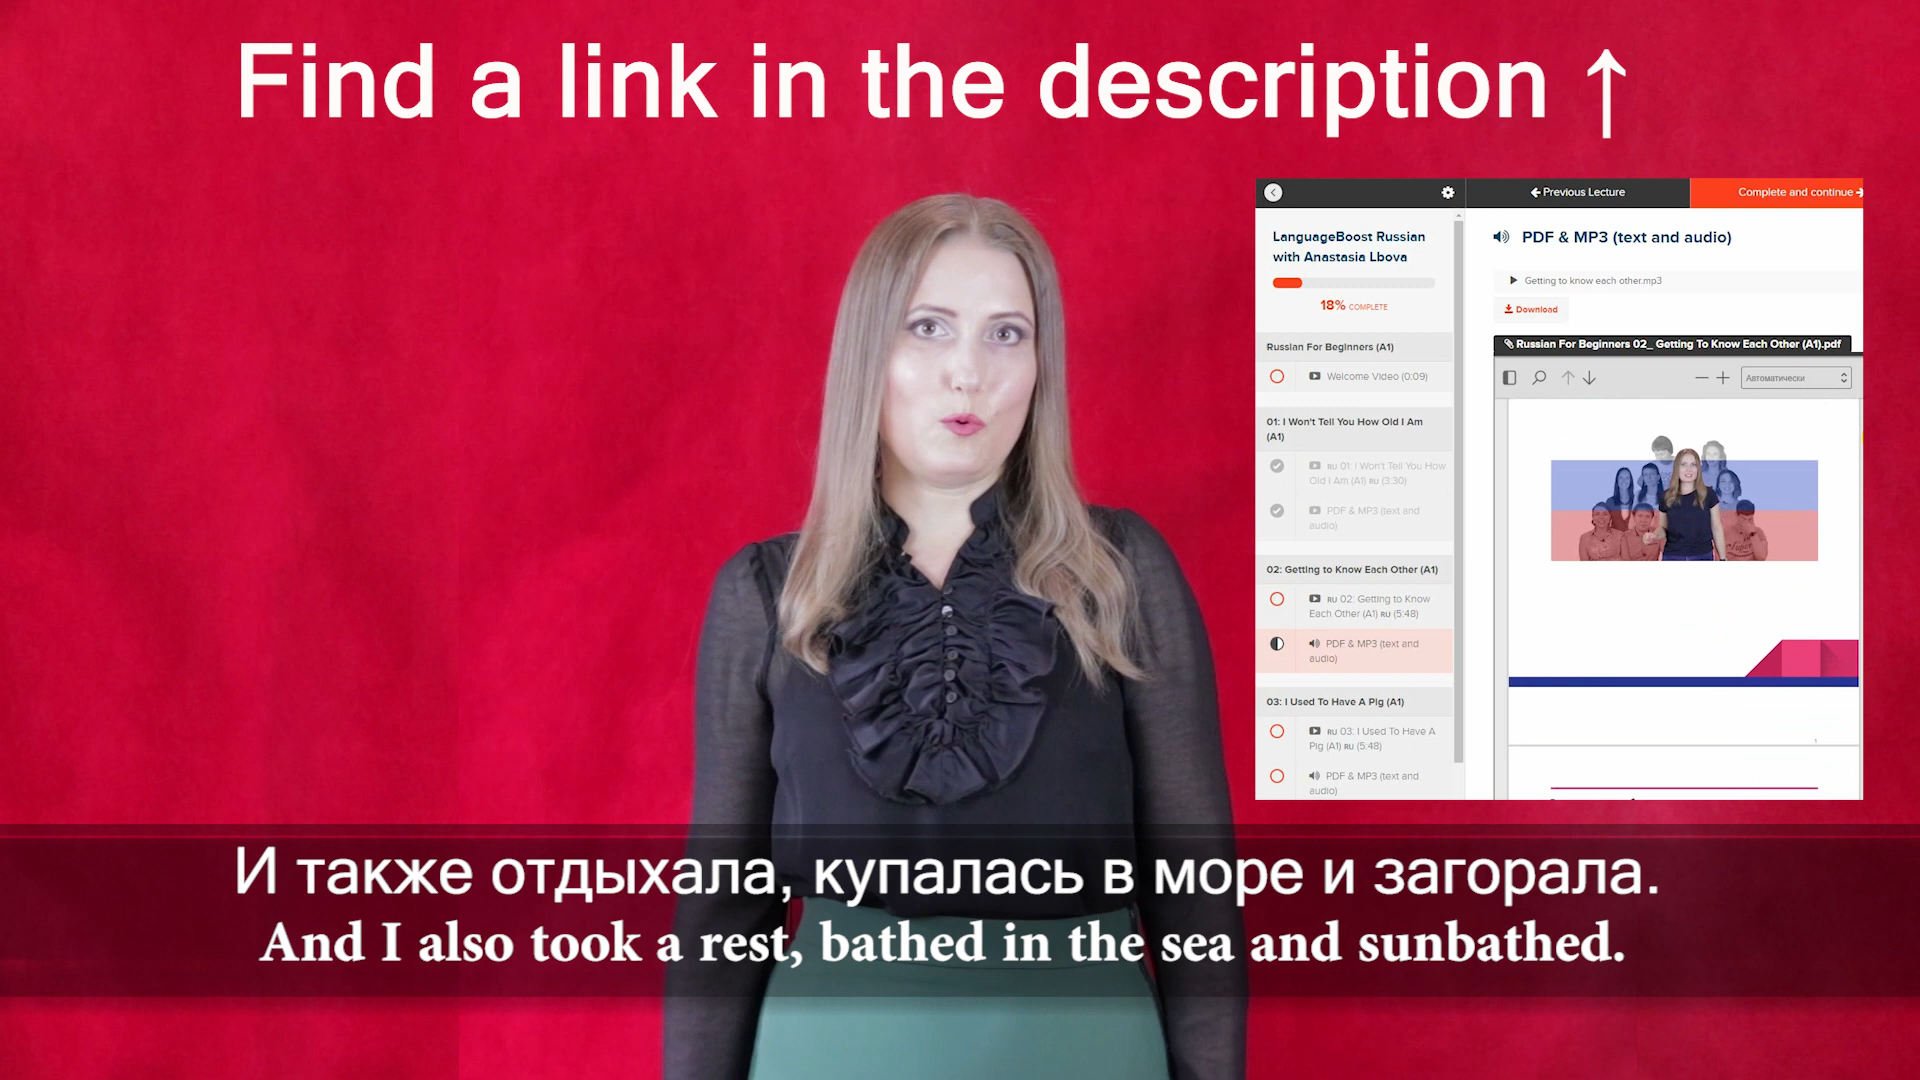 Find a link in the description ↑
Previous Lecture
Complete and continue
LanguageBoost Russian
with Anastasia Lbova
18% COMPLETE
Russian For Beginners (A1)
Welcome Video (0:09)
01: I Won't Tell You How Old I Am
(A1)
RU 01: I Won't Tell You How
Old I Am (A1) RU (3:30)
PDF & MP3 (text and
audio)
02: Getting to Know Each Other (A1)
RU 02: Getting to Know
Each Other (A1) RU (5:48)
PDF & MP3 (text and
audio)
03: I Used To Have A Pig (A1)
RU 03: I Used To Have A
Pig (A1) RU (5:48)
PDF & MP3 (text and
audio)
PDF & MP3 (text and audio)
Getting to know each other.mp3
Download
Russian For Beginners 02_ Getting To Know Each Other (A1).pdf
Автоматически
1
И также отдыхала, купалась в море и загорала.
And I also took a rest, bathed in the sea and sunbathed.